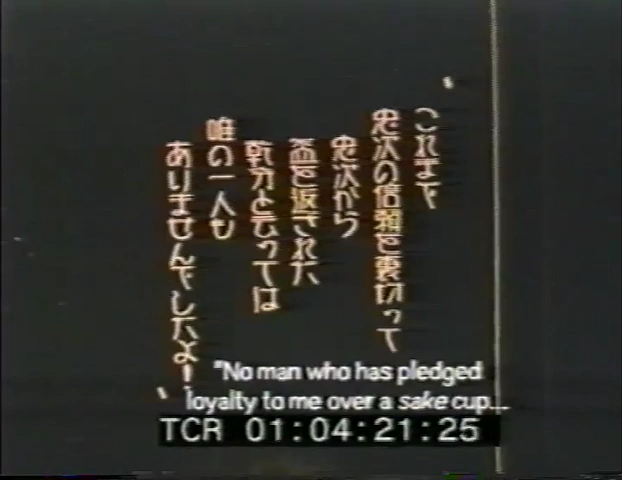 これまで
忠次の信頼を裏切って
忠次から
盃を返された
乾分と云っては
唯の一人も
ありませんでしたよ!
"No man who has pledged
loyalty to me over a sake cup...
TCR 01:04:21:25